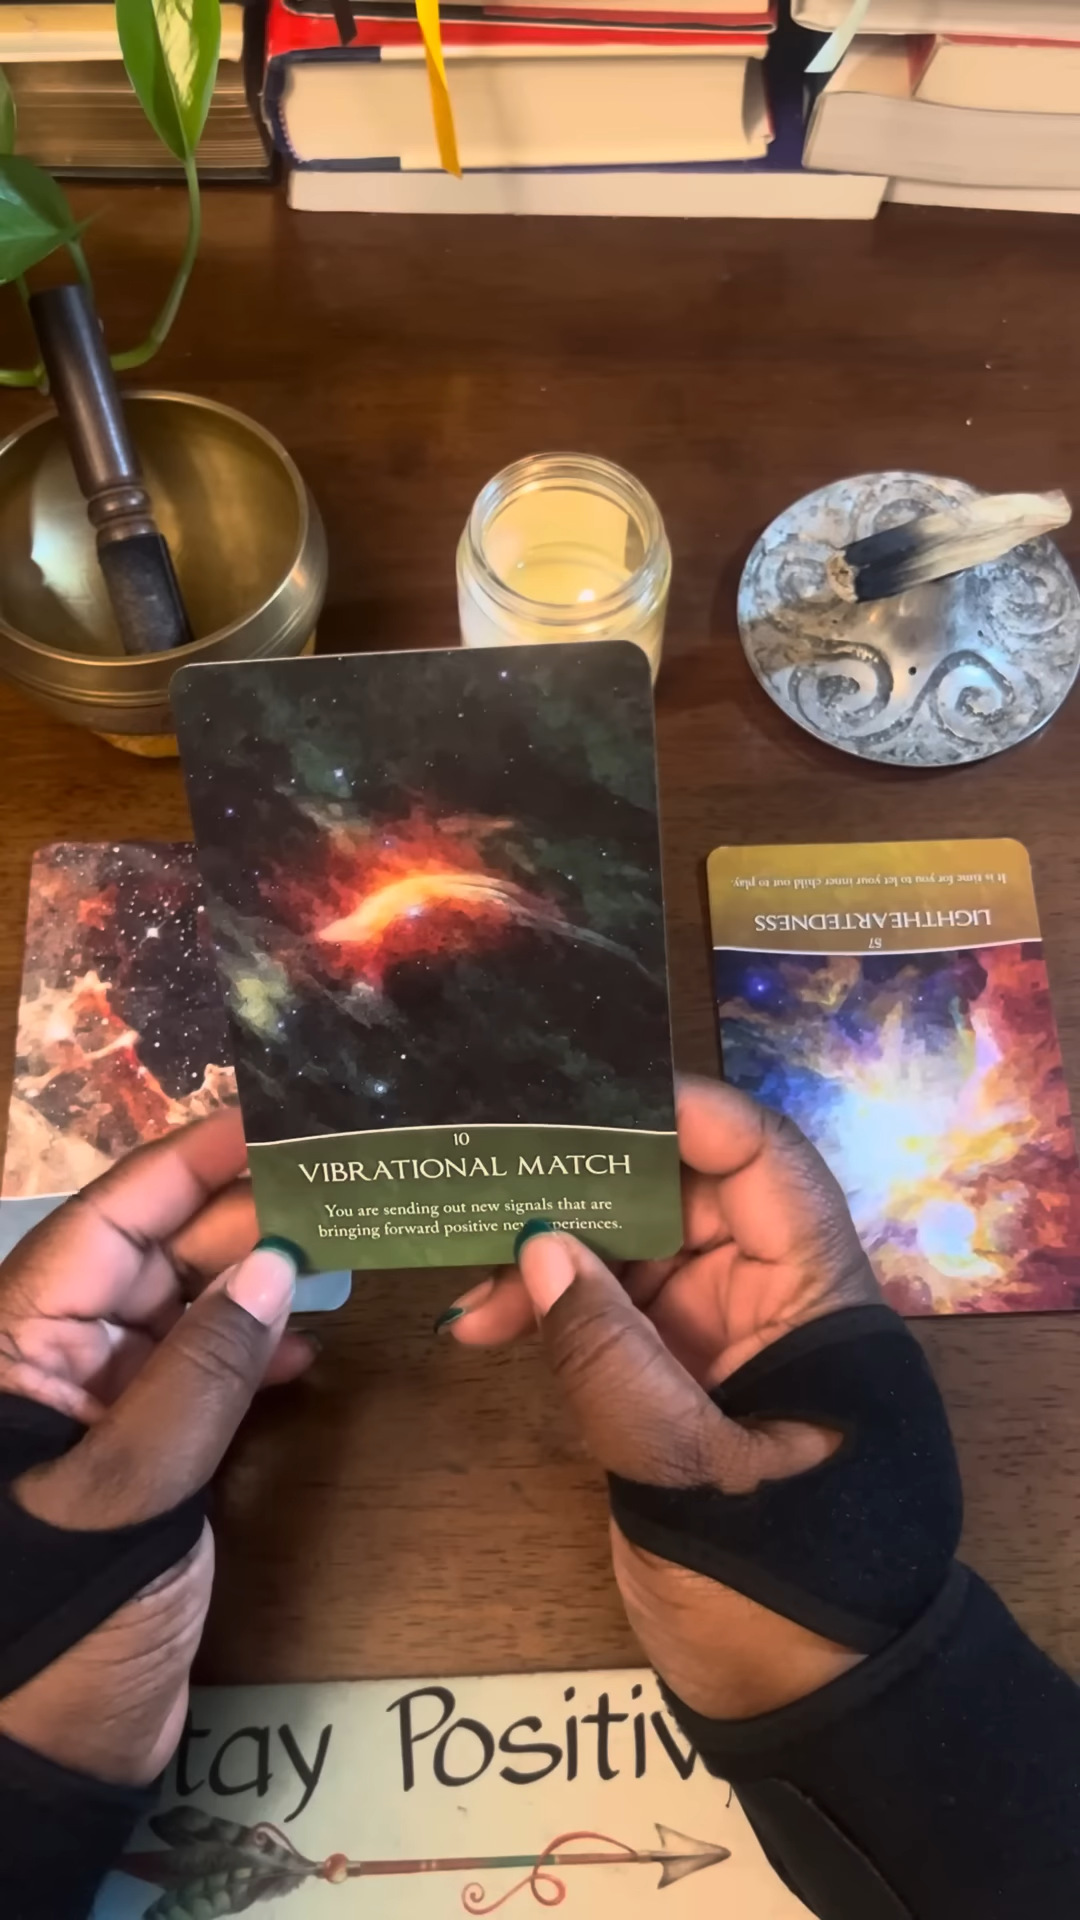 10
VIBRATIONAL MATCH
You are sending out new signals that are
bringing forward positive new
It is time for you to let your inner child out to play.
LIGHTHEARTEDNESS
57
tay Positiv